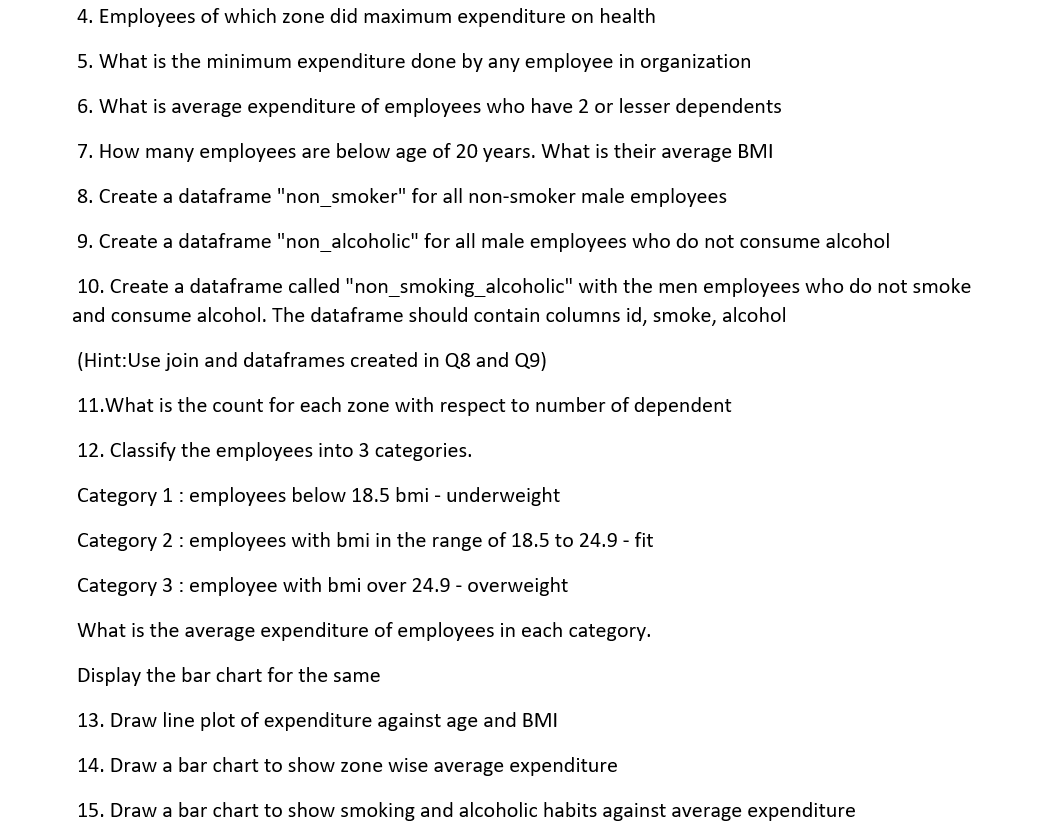 4. Employees of which zone did maximum expenditure on health
5. What is the minimum expenditure done by any employee in organization
6. What is average expenditure of employees who have 2 or lesser dependents
7. How many employees are below age of 20 years. What is their average BMI
8. Create a dataframe "non_smoker" for all non-smoker male employees
9. Create a dataframe "non_alcoholic" for all male employees who do not consume alcohol
10. Create a dataframe called "non_smoking_alcoholic" with the men employees who do not smoke
and consume alcohol. The dataframe should contain columns id, smoke, alcohol
(Hint:Use join and dataframes created in Q8 and Q9)
11.What is the count for each zone with respect to number of dependent
12. Classify the employees into 3 categories.
Category 1 : employees below 18.5 bmi - underweight
Category 2 : employees with bmi in the range of 18.5 to 24.9 - fit
Category 3 : employee with bmi over 24.9 - overweight
What is the average expenditure of employees in each category.
Display the bar chart for the same
13. Draw line plot of expenditure against age and BMI
14. Draw a bar chart to show zone wise average expenditure
15. Draw a bar chart to show smoking and alcoholic habits against average expenditure